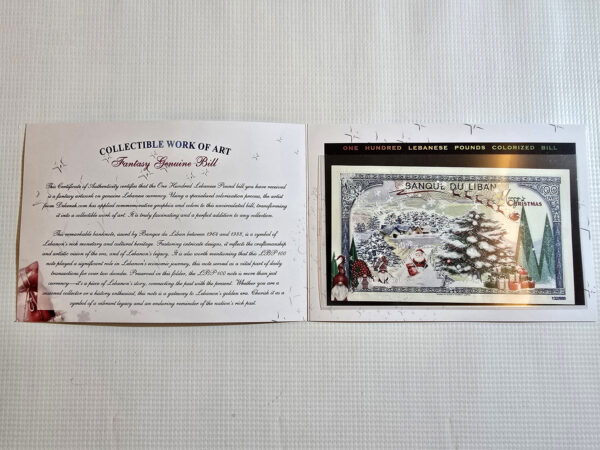 COLLECTIBLE WORK OF ART
Fantasy Genuine Bill
This Certificate of Authenticity certifies that the One Hundred Lebanese Pound bill you have received
is a fantasy artwork on genuine Lebanese currency. Using a specialized colorization process, the artist
from has applied commemorative graphics and color to this uncirculated bill, transforming
it into a collectible work of art. It is truly fascinating and a perfect addition to any collection.
This remarkable banknote, issued by Banque du Liban between 1964 and 1988, is a symbol of
Lebanon's rich monetary and cultural heritage. Featuring intricate designs, it reflects the craftsmanship
and artistic vision of the era, and of Lebanon's legacy. It is also worth mentioning that this LBP 100
note played a significant role in Lebanon's economic journey, this note served as a vital part of daily
transactions for over two decades. Preserved in this folder, the LBP 100 note is more than just
currency—it's a piece of Lebanon's story, connecting the past with the present. Whether you are a
seasoned collector or a history enthusiast, this note is a gateway to Lebanon's golden era. Cherish it as a
symbol of a vibrant legacy and an enduring reminder of the nation's rich past.
ONE HUNDRED LEBANESE POUNDS COLORIZED BILL
BANQUE DU LIBAN
CHRISTMAS